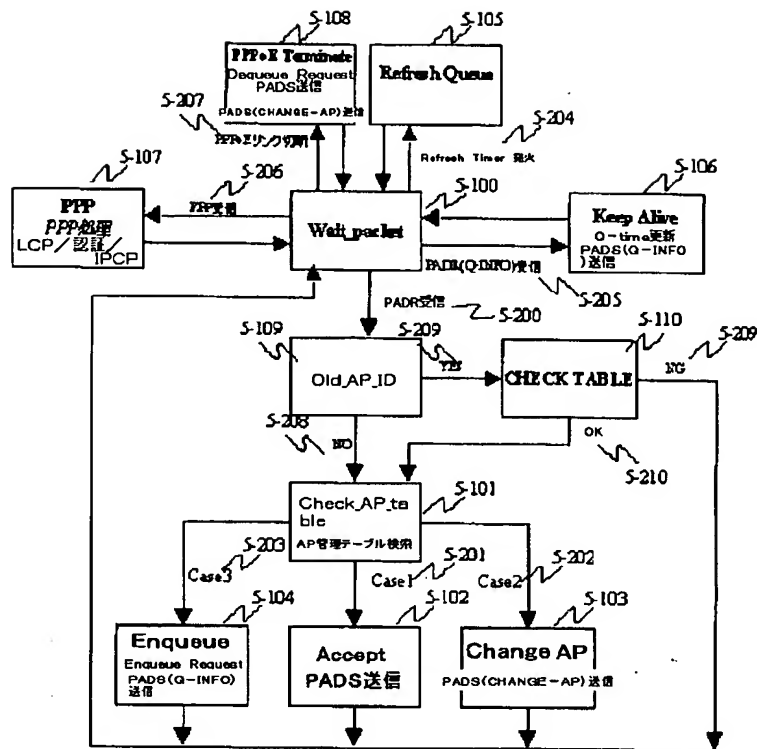 5-108
5-105
PPPoE Terminate
Dequeue Request
PADS送信
PADS(CHANGE-AP)送信
Refresh Queue
5-207
PPPoEリンク切断
5-204
Refresh Timer 発火
5-107
5-206
5-100
5-106
PPP
PPP処理
LCP/認証/
IPCP
PPP受信
Wait_packet
Keep Alive
Q-time更新
PADS(Q-INFO
)送信
PADR(Q-INFO)受信
5-205
PADR受信
5-200
5-109
5-209
5-110
5-209
Old_AP_ID
YES
CHECK TABLE
NG
5-208
NO
OK
5-210
5-101
Check_AP_ta
ble
AP管理テーブル検索
5-203
5-201
5-202
Case3
Case1
Case2
5-104
5-102
5-103
Enqueue
Enqueue Request
PADS(Q-INFO)
送信
Accept
PADS送信
Change AP
PADS(CHANGE-AP)送信